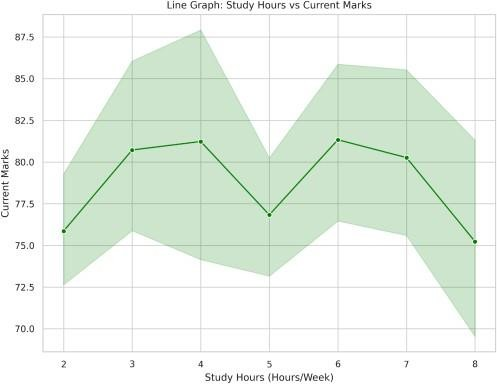 Line Graph: Study Hours vs Current Marks
87.5
85.0
82.5
80.0
77.5
75.0
72.5
70.0
Current Marks
2 3 4 5 6 7 8
Study Hours (Hours/Week)